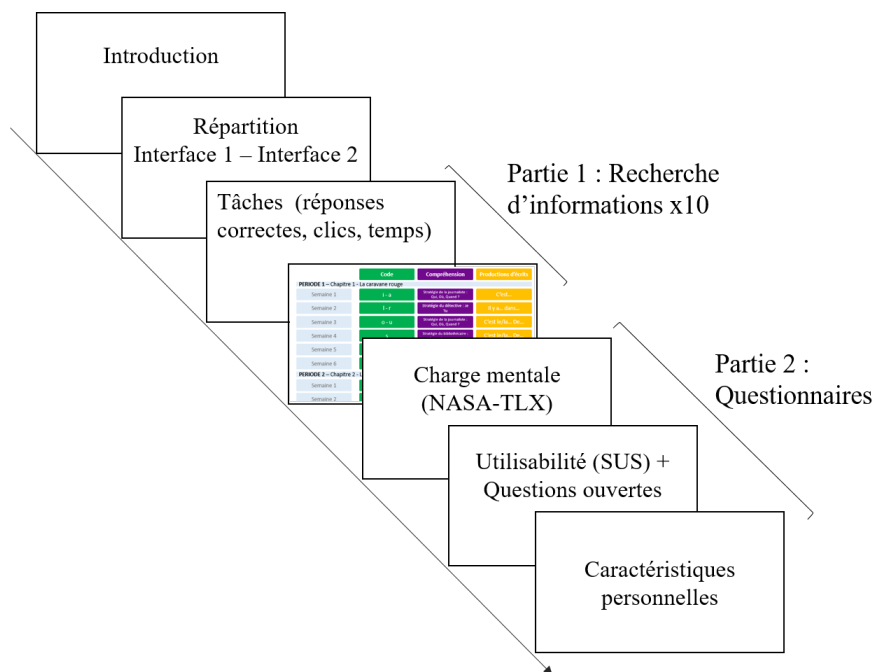 Introduction
Répartition
Interface 1 – Interface 2
Tâches (réponses
correctes, clics, temps)
Partie 1 : Recherche
d’informations x10
Code Compréhension Productions d'écrits
PERIODE 1 – Chapitre 1 - La caravane rouge
Semaine 1 i - a C'est...
Semaine 2 l - r Il y a... dans...
Semaine 3 o - u
Semaine 4
Semaine 5
Semaine 6
PERIODE 2 – Chapitre 2 - L
Semaine 1
Semaine 2
Charge mentale
(NASA-TLX)
Partie 2 :
Questionnaires
Utilisabilité (SUS) +
Questions ouvertes
Caractéristiques
personnelles